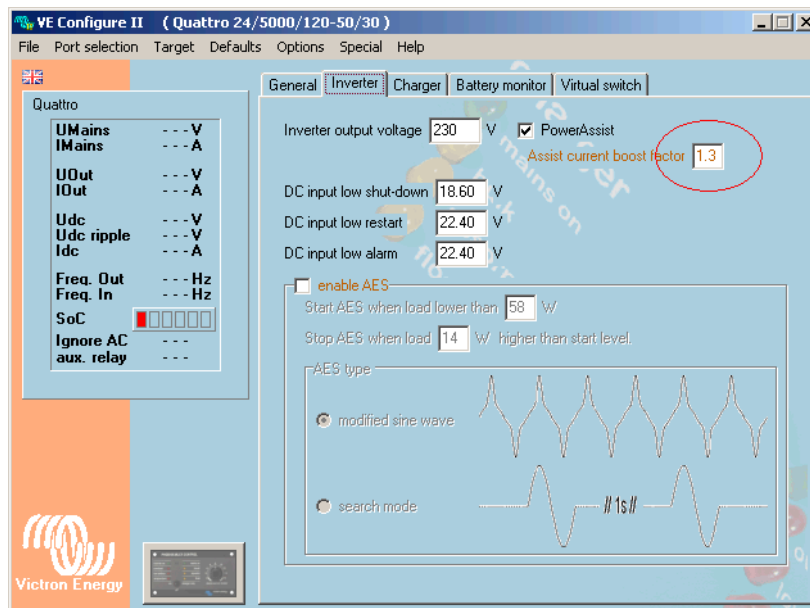 VE Configure II ( Quattro 24/5000/120-50/30 )
File Port selection Target Defaults Options Special Help
General Inverter Charger Battery monitor Virtual switch
Quattro
UMains - - - V
IMains - - - A
UOut - - - V
IOut - - - A
Udc - - - V
Udc ripple - - - V
Idc - - - A
Freq. Out - - - Hz
Freq. In - - - Hz
SoC
Ignore AC - - -
aux. relay - - -
Inverter output voltage 230 V PowerAssist
Assist current boost factor 1.3
DC input low shut-down 18.60 V
DC input low restart 22.40 V
DC input low alarm 22.40 V
enable AES
Start AES when load lower than 58 W
Stop AES when load 14 W higher than start level.
AES type
modified sine wave
search mode
// 1s //
mains on
Victron Energy